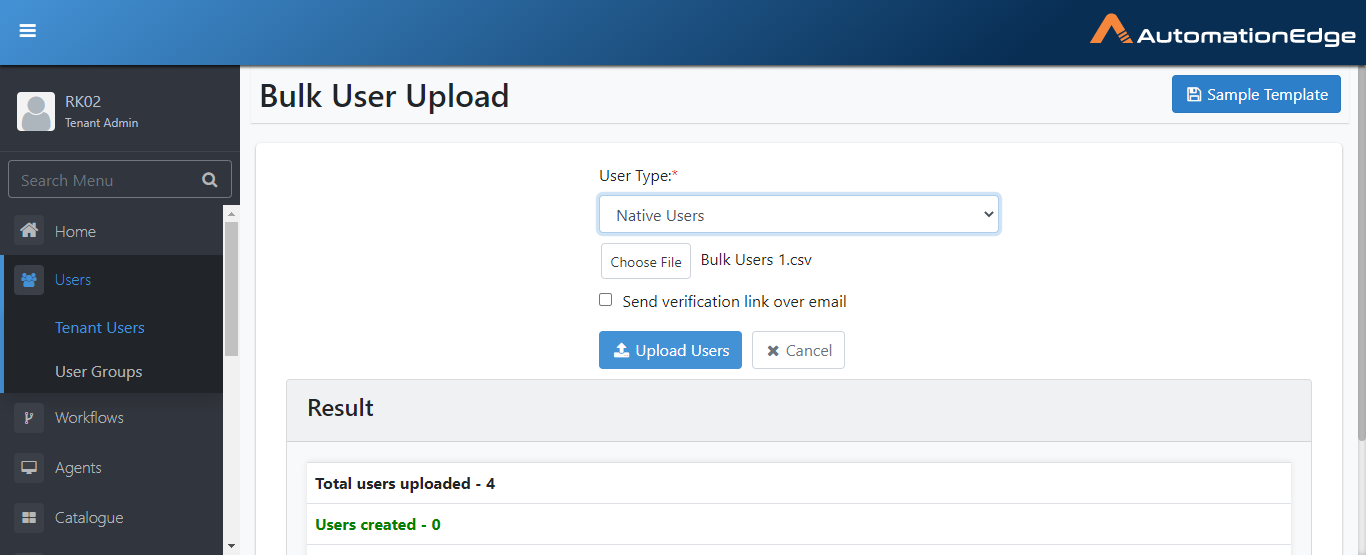 AutomationEdge
RK02
Tenant Admin
Search Menu
Home
Users
Tenant Users
User Groups
Workflows
Agents
Catalogue
Bulk User Upload
Sample Template
User Type:*
Native Users
Choose File Bulk Users 1.csv
Send verification link over email
Upload Users Cancel
Result
Total users uploaded - 4
Users created - 0